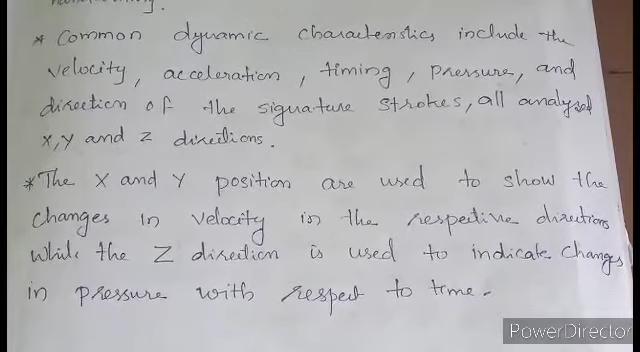 * Common dynamic characteristics include the
velocity, acceleration, timing, pressure, and
direction of the signature strokes, all analyzed
X,Y and Z directions.
* The X and Y position are used to show the
changes in velocity in the respective directions
while the Z direction is used to indicate changes
in pressure with respect to time.
PowerDirector